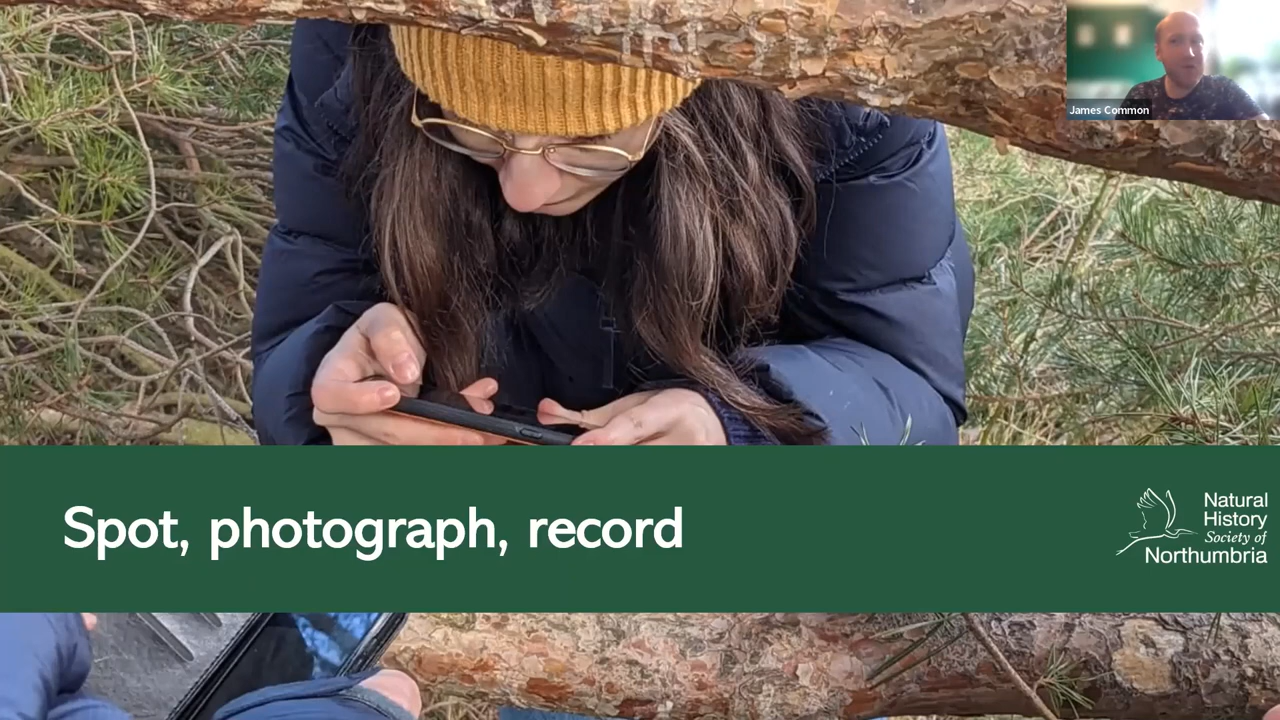 James Common
Spot, photograph, record
Natural
History
Society of
Northumbria